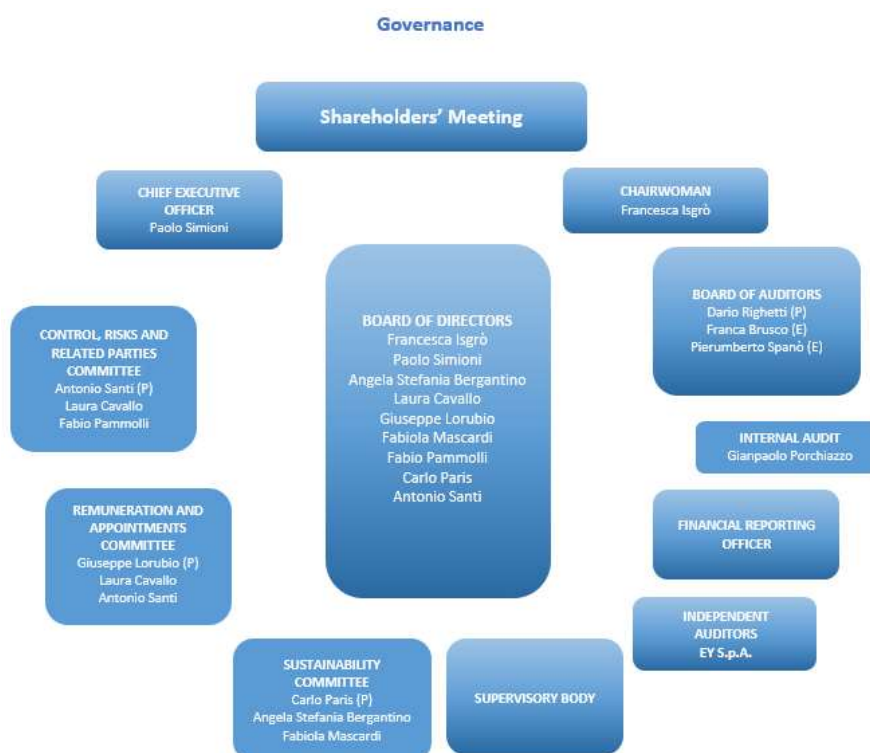 Governance
Shareholders' Meeting
CHIEF EXECUTIVE
OFFICER
Paolo Simioni
CHAIRWOMAN
Francesca Isgrò
BOARD OF DIRECTORS
Francesca Isgrò
Paolo Simioni
Angela Stefania Bergantino
Laura Cavallo
Giuseppe Lorubio
Fabiola Mascardi
Fabio Pammolli
Carlo Paris
Antonio Santi
BOARD OF AUDITORS
Dario Righetti (P)
Franca Brusco (E)
Pierumberto Spanò (E)
CONTROL, RISKS AND
RELATED PARTIES
COMMITTEE
Antonio Santi (P)
Laura Cavallo
Fabio Pammolli
INTERNAL AUDIT
Gianpaolo Porchiazzo
REMUNERATION AND
APPOINTMENTS
COMMITTEE
Giuseppe Lorubio (P)
Laura Cavallo
Antonio Santi
FINANCIAL REPORTING
OFFICER
INDEPENDENT
AUDITORS
EY S.p.A.
SUSTAINABILITY
COMMITTEE
Carlo Paris (P)
Angela Stefania Bergantino
Fabiola Mascardi
SUPERVISORY BODY